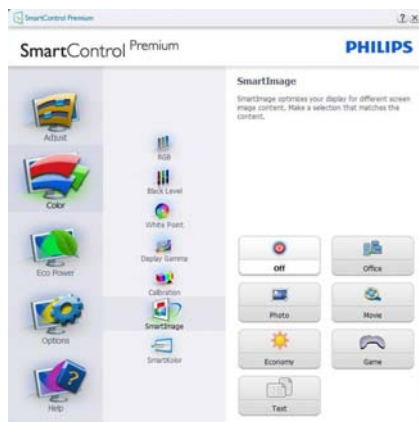 SmartControl Premium
SmartControl Premium
PHILIPS
Adjust
Color
Eco Power
Options
Help
RGB
Black Level
White Point
Display Gamma
Calibration
SmartImage
SmartKolor
SmartImage
SmartImage optimizes your display for different screen
image content. Make a selection that matches the
content.
Off
Office
Photo
Movie
Economy
Game
Text